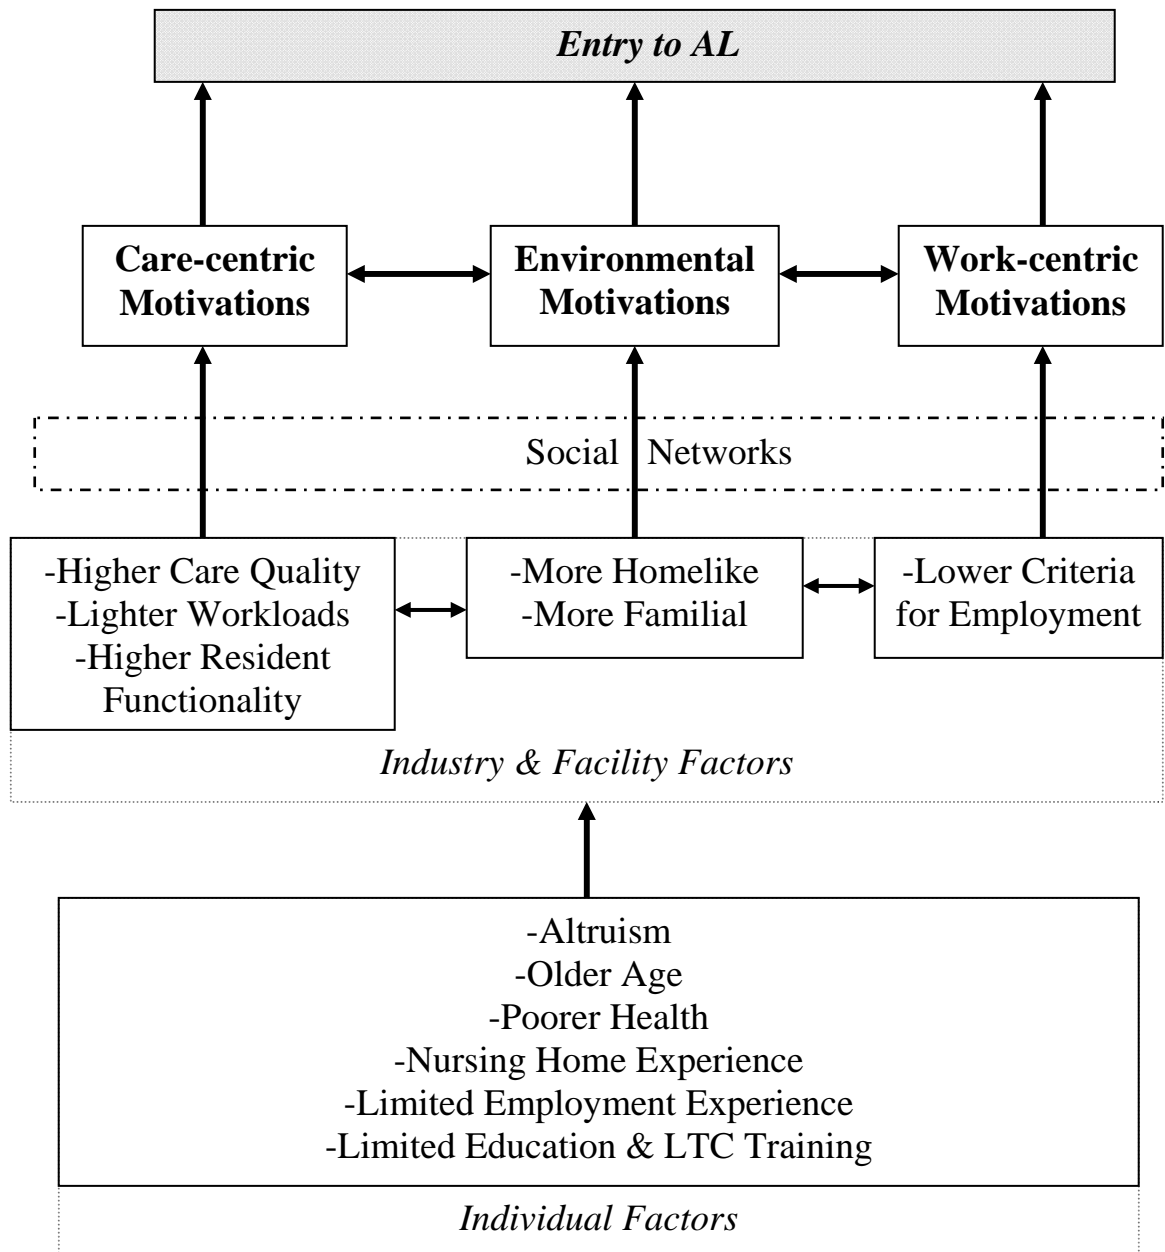 Entry to AL
Care-centric
Motivations
Environmental
Motivations
Work-centric
Motivations
Social Networks
-Higher Care Quality
-Lighter Workloads
-Higher Resident
Functionality
-More Homelike
-More Familial
-Lower Criteria
for Employment
Industry & Facility Factors
-Altruism
-Older Age
-Poorer Health
-Nursing Home Experience
-Limited Employment Experience
-Limited Education & LTC Training
Individual Factors